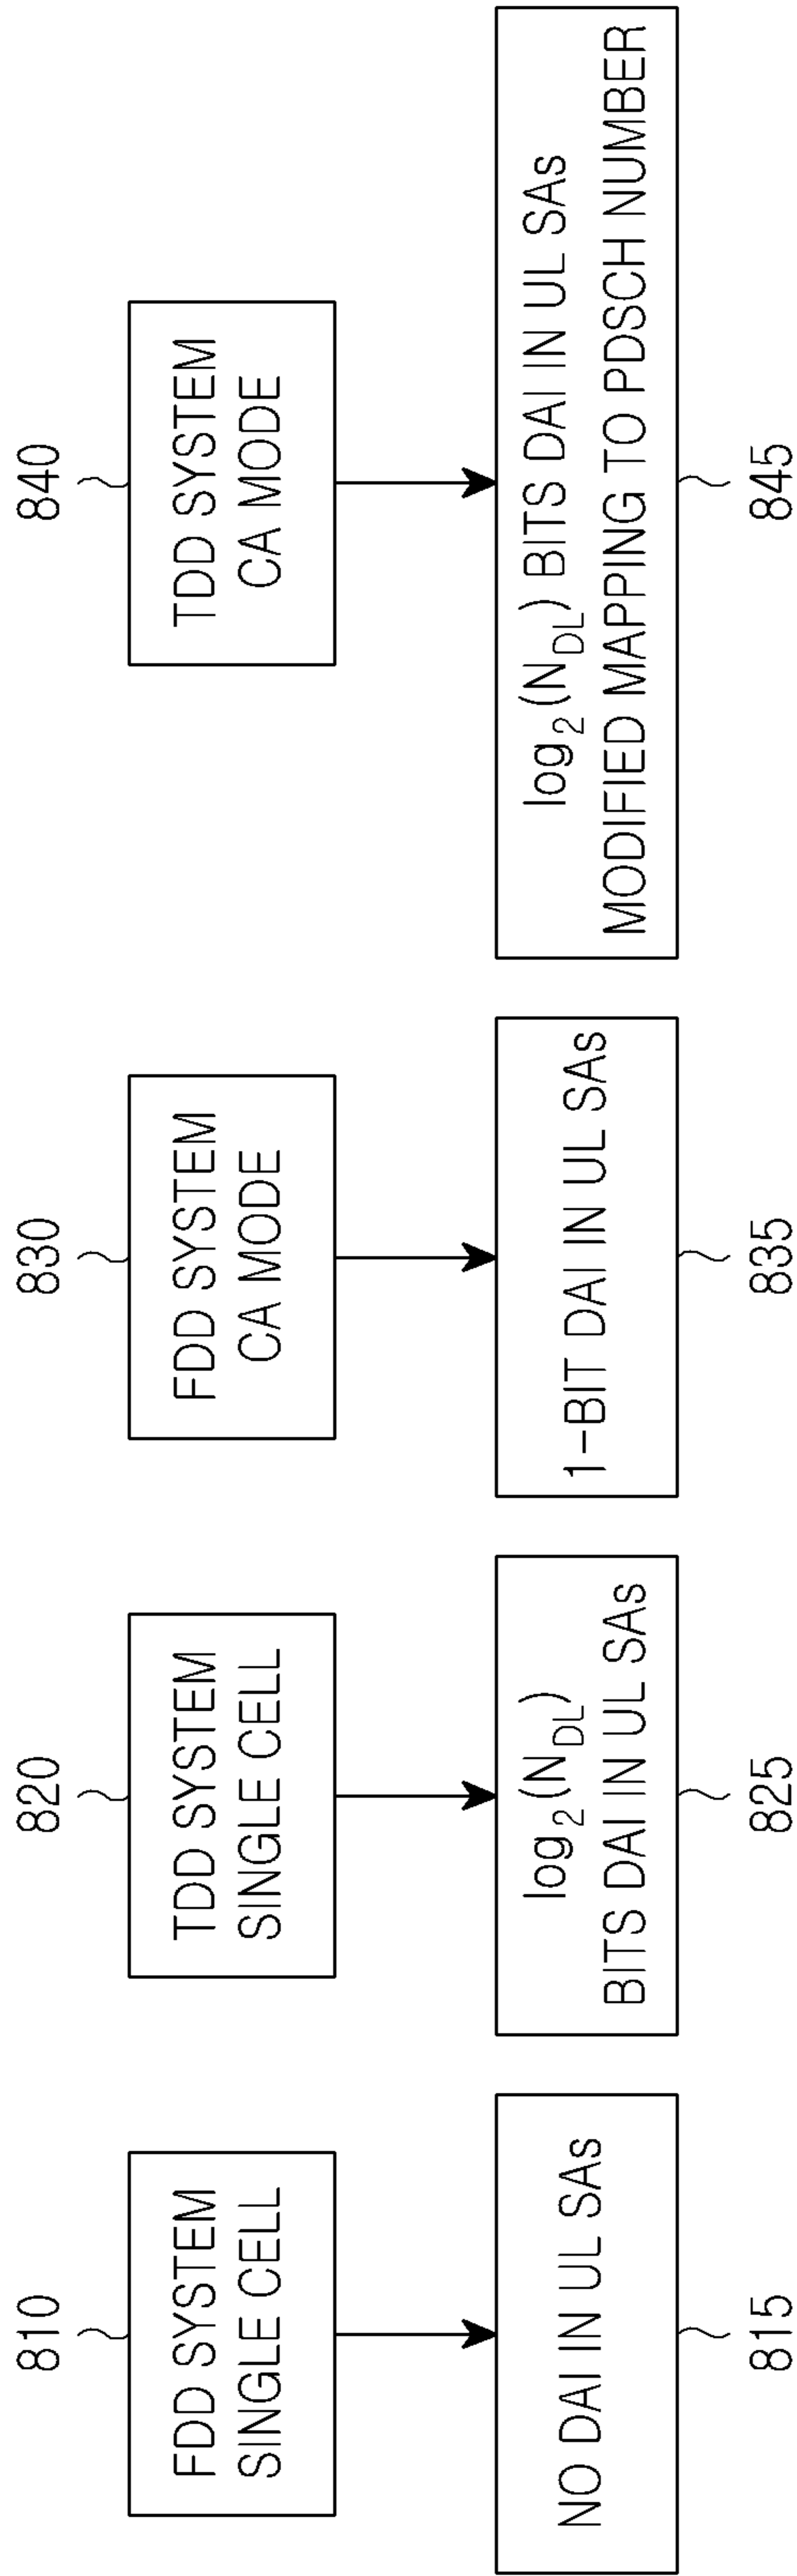 810
FDD SYSTEM
SINGLE CELL
NO DAI IN UL SAs
815
820
TDD SYSTEM
SINGLE CELL
log₂ (N_DL)
BITS DAI IN UL SAs
825
830
FDD SYSTEM
CA MODE
1-BIT DAI IN UL SAs
835
840
TDD SYSTEM
CA MODE
log₂ (N_DL) BITS DAI IN UL SAs
MODIFIED MAPPING TO PDSCH NUMBER
845